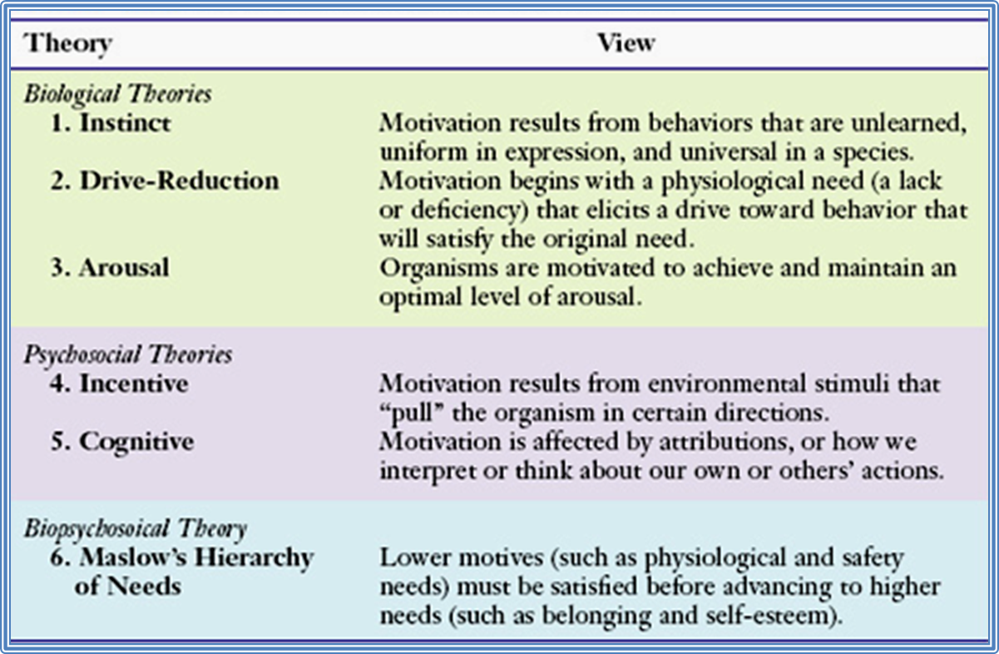 Theory View
Biological Theories
1. Instinct Motivation results from behaviors that are unlearned,
uniform in expression, and universal in a species.
2. Drive-Reduction Motivation begins with a physiological need (a lack
or deficiency) that elicits a drive toward behavior that
will satisfy the original need.
3. Arousal Organisms are motivated to achieve and maintain an
optimal level of arousal.
Psychosocial Theories
4. Incentive Motivation results from environmental stimuli that
“pull” the organism in certain directions.
5. Cognitive Motivation is affected by attributions, or how we
interpret or think about our own or others’ actions.
Biopsychosoical Theory
6. Maslow’s Hierarchy Lower motives (such as physiological and safety
of Needs needs) must be satisfied before advancing to higher
needs (such as belonging and self-esteem).